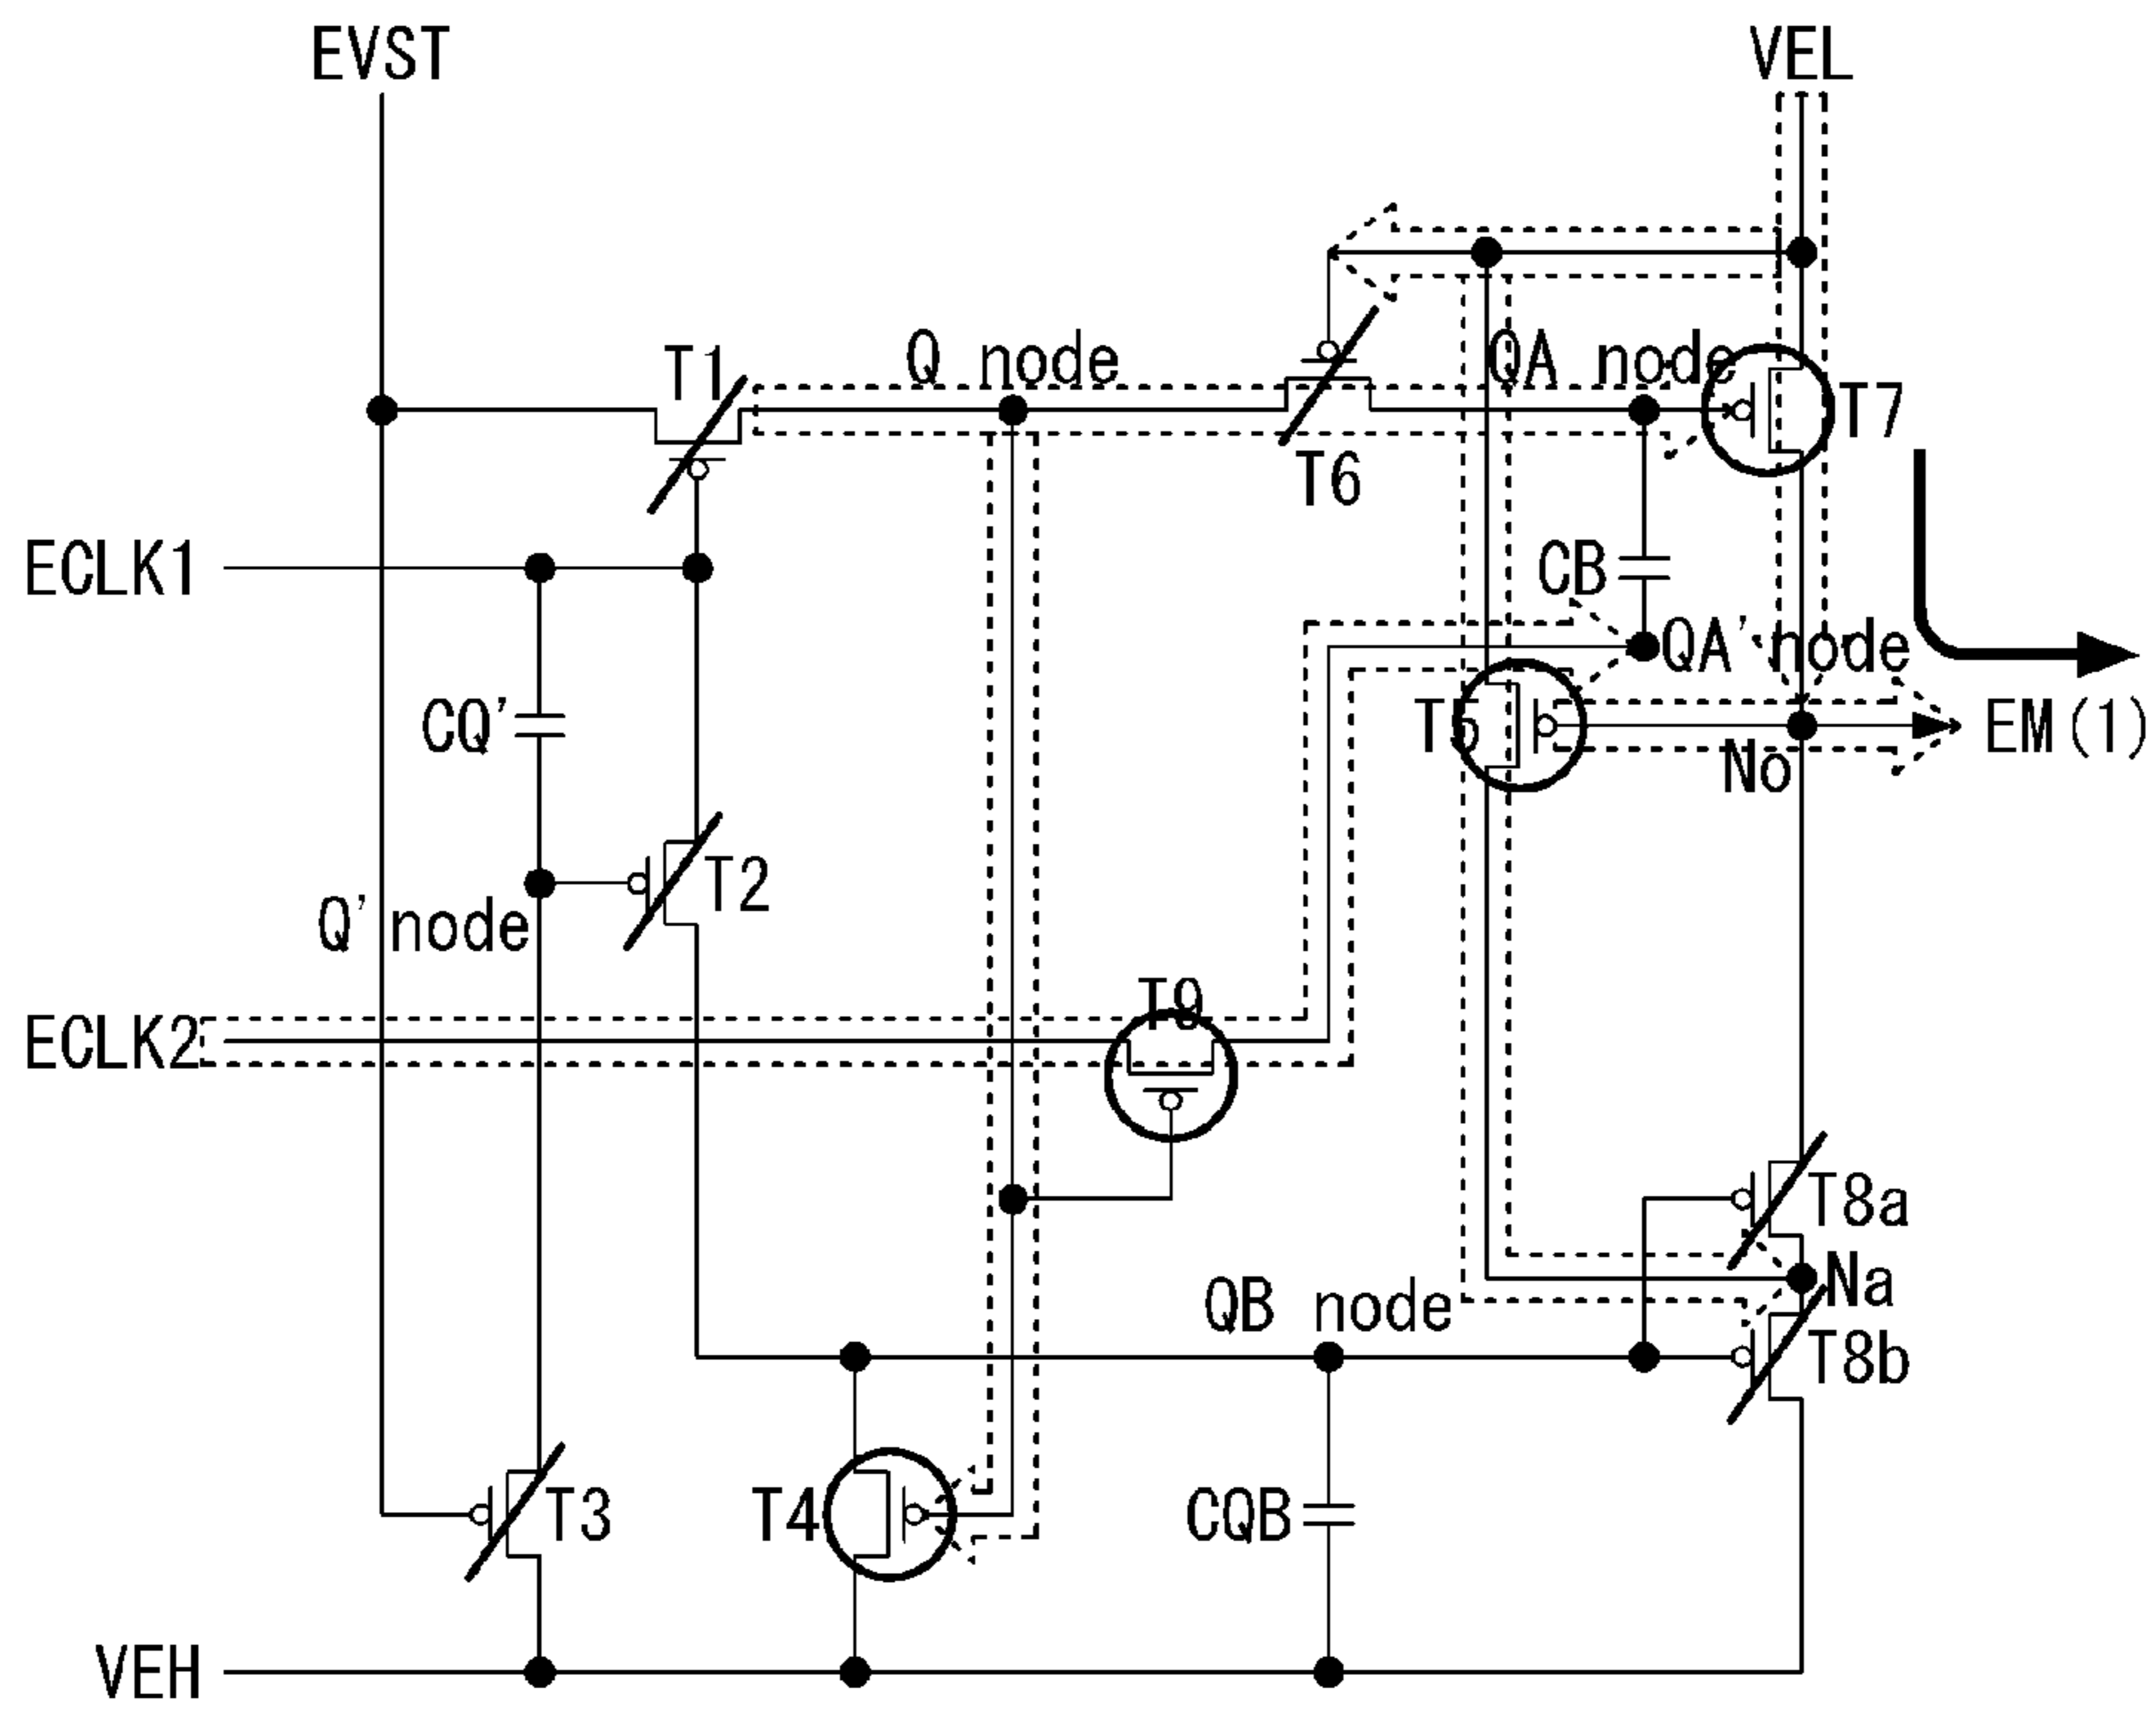 EVST
VEL
T1
Q node
QA node
T7
T6
ECLK1
CB
QA' node
CQ'
T5
EM(1)
No
T2
Q' node
T9
ECLK2
T8a
Na
QB node
T8b
T3
T4
CQB
VEH